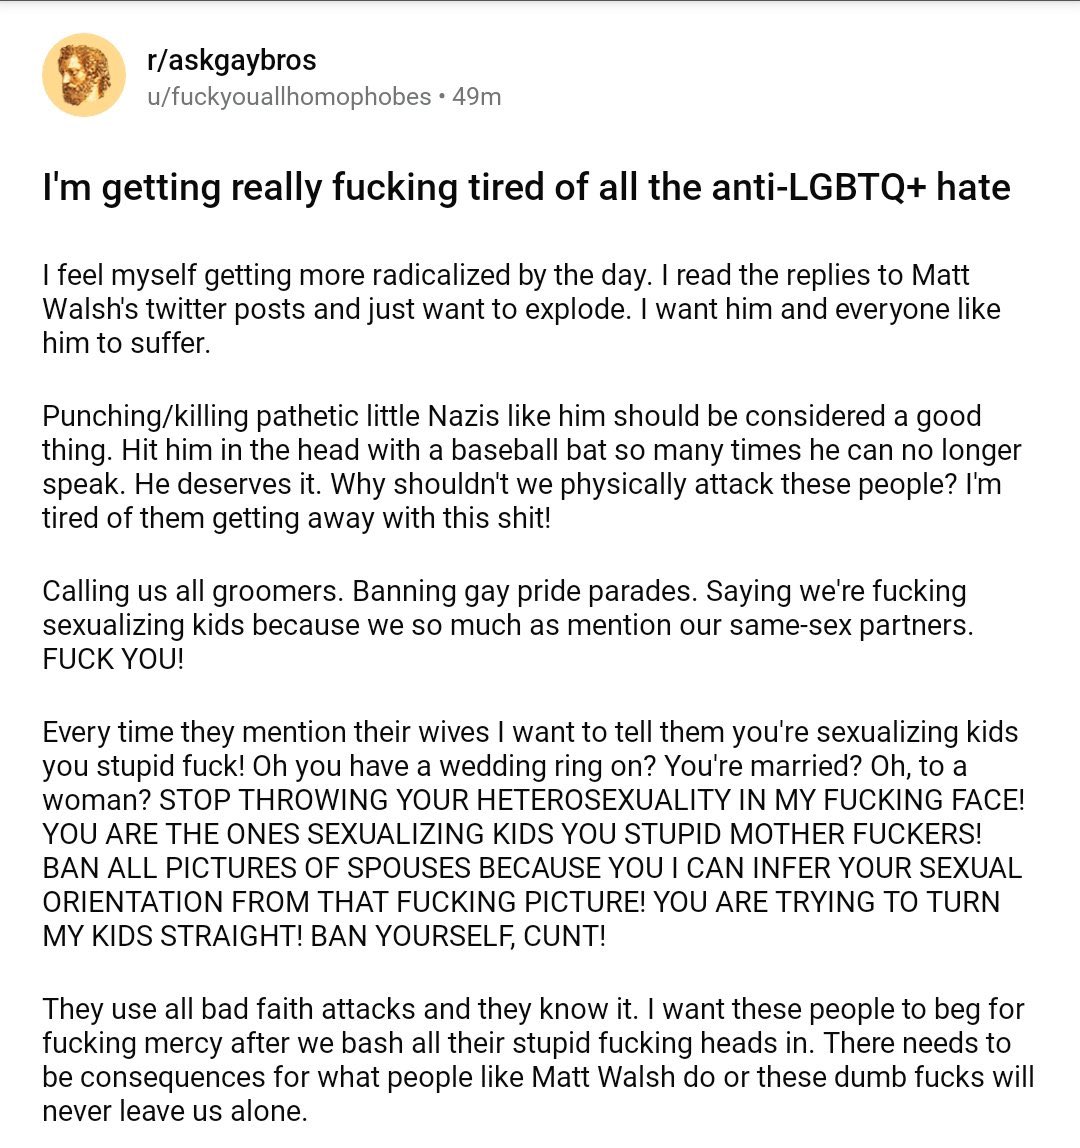 r/askgaybros
u/fuckyouallhomophobes • 49m
I'm getting really fucking tired of all the anti-LGBTQ+ hate
I feel myself getting more radicalized by the day. I read the replies to Matt
Walsh's twitter posts and just want to explode. I want him and everyone like
him to suffer.
Punching/killing pathetic little Nazis like him should be considered a good
thing. Hit him in the head with a baseball bat so many times he can no longer
speak. He deserves it. Why shouldn't we physically attack these people? I'm
tired of them getting away with this shit!
Calling us all groomers. Banning gay pride parades. Saying we're fucking
sexualizing kids because we so much as mention our same-sex partners.
FUCK YOU!
Every time they mention their wives I want to tell them you're sexualizing kids
you stupid fuck! Oh you have a wedding ring on? You're married? Oh, to a
woman? STOP THROWING YOUR HETEROSEXUALITY IN MY FUCKING FACE!
YOU ARE THE ONES SEXUALIZING KIDS YOU STUPID MOTHER FUCKERS!
BAN ALL PICTURES OF SPOUSES BECAUSE YOU I CAN INFER YOUR SEXUAL
ORIENTATION FROM THAT FUCKING PICTURE! YOU ARE TRYING TO TURN
MY KIDS STRAIGHT! BAN YOURSELF, CUNT!
They use all bad faith attacks and they know it. I want these people to beg for
fucking mercy after we bash all their stupid fucking heads in. There needs to
be consequences for what people like Matt Walsh do or these dumb fucks will
never leave us alone.